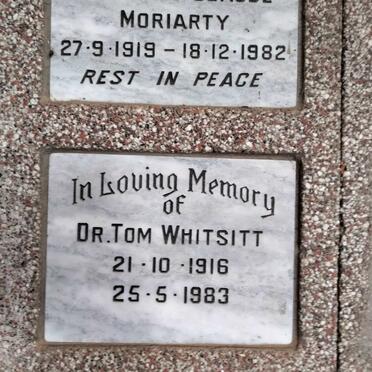 MORIARTY
27·9·1919 – 18·12·1982
REST IN PEACE
In Loving Memory
of
DR. TOM WHITSITT
21·10·1916
25·5·1983